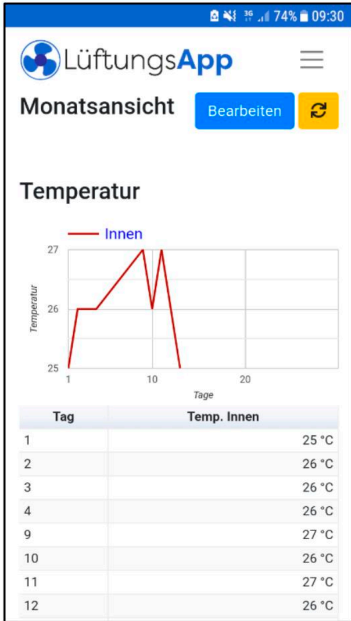 3G 74% 09:30
LüftungsApp
Monatsansicht Bearbeiten
Temperatur
Innen
27
26
25
Temperatur
1 10 20
Tage
Tag Temp. Innen
1 25 °C
2 26 °C
3 26 °C
4 26 °C
9 27 °C
10 26 °C
11 27 °C
12 26 °C